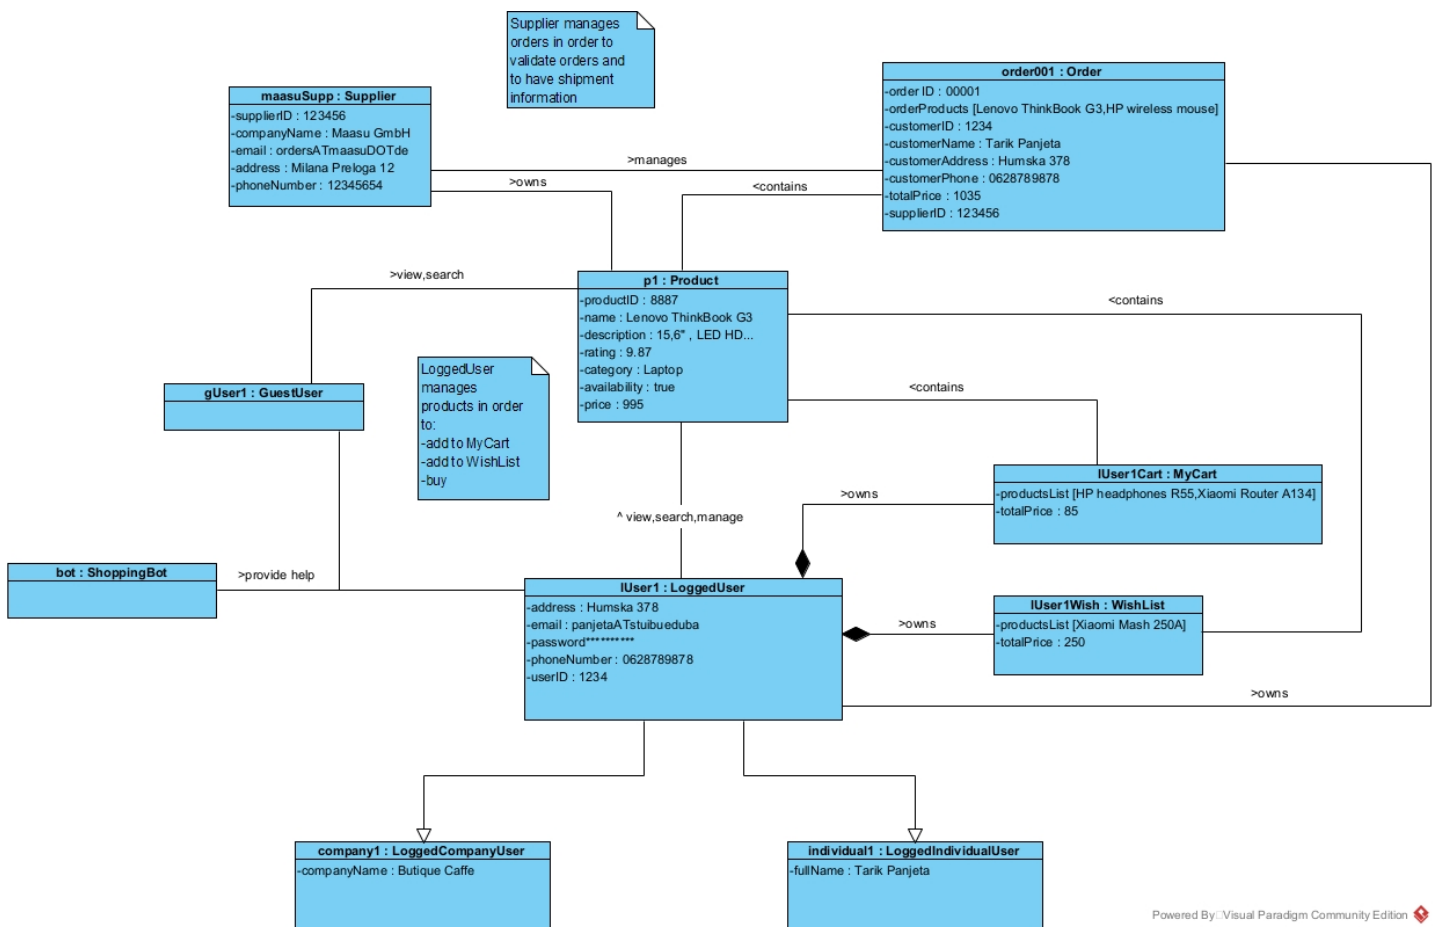 Supplier manages
orders in order to
validate orders and
to have shipment
information
maasuSupp : Supplier
-supplierID : 123456
-companyName : Maasu GmbH
-email : ordersATmaasuDOTde
-address : Milana Preloga 12
-phoneNumber : 12345654
order001 : Order
-order ID : 00001
-orderProducts [Lenovo ThinkBook G3,HP wireless mouse]
-customerID : 1234
-customerName : Tarik Panjeta
-customerAddress : Humska 378
-customerPhone : 0628789878
-totalPrice : 1035
-supplierID : 123456
>manages
>owns
<contains
>view,search
p1 : Product
-productID : 8887
-name : Lenovo ThinkBook G3
-description : 15,6" , LED HD...
-rating : 9.87
-category : Laptop
-availability : true
-price : 995
<contains
<contains
gUser1 : GuestUser
LoggedUser
manages
products in order
to:
-add to MyCart
-add to WishList
-buy
lUser1Cart : MyCart
-productsList [HP headphones R55,Xiaomi Router A134]
-totalPrice : 85
>owns
^ view,search,manage
bot : ShoppingBot
>provide help
lUser1 : LoggedUser
-address : Humska 378
-email : panjetaATstuibueduba
-password**********
-phoneNumber : 0628789878
-userID : 1234
>owns
lUser1Wish : WishList
-productsList [Xiaomi Mash 250A]
-totalPrice : 250
>owns
company1 : LoggedCompanyUser
-companyName : Butique Caffe
individual1 : LoggedIndividualUser
-fullName : Tarik Panjeta
Powered By Visual Paradigm Community Edition